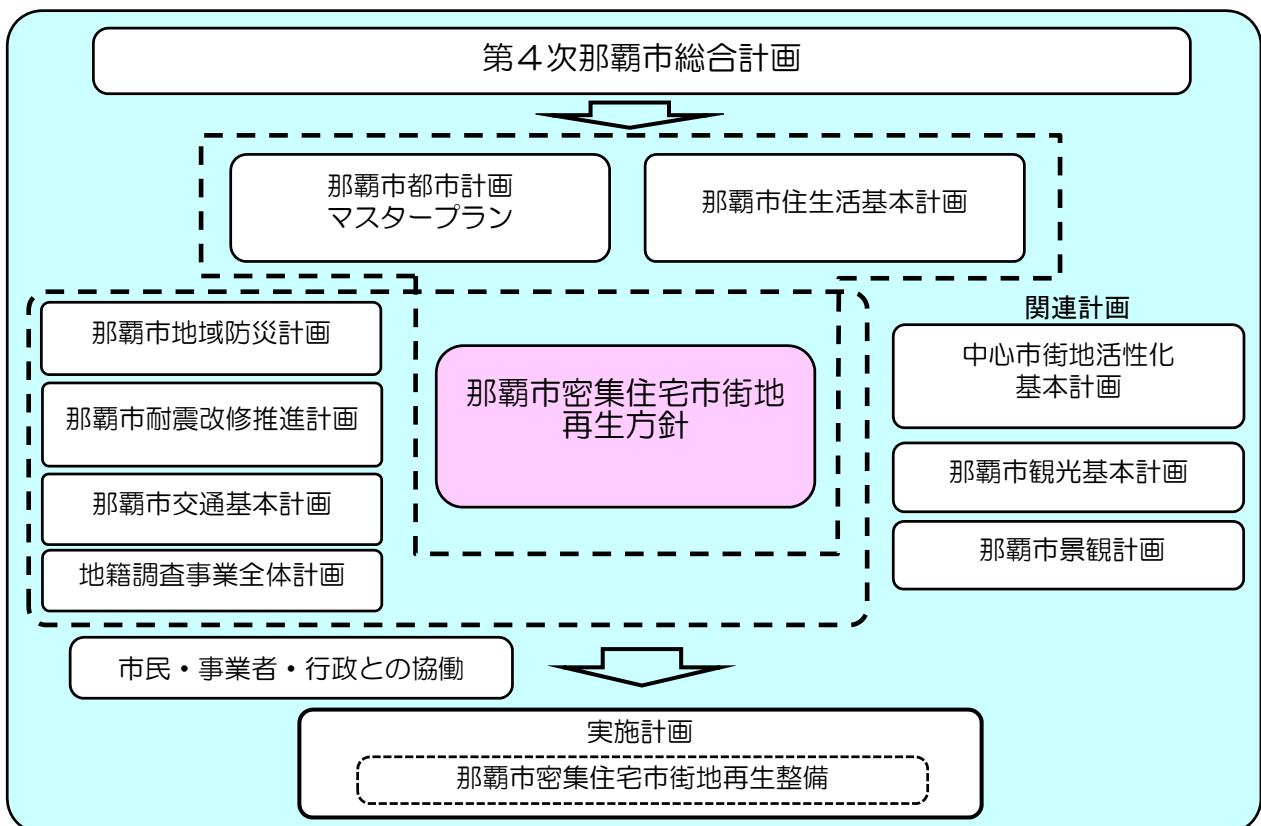 第４次那覇市総合計画
那覇市都市計画
マスタープラン
那覇市住生活基本計画
那覇市地域防災計画
那覇市耐震改修推進計画
那覇市交通基本計画
地籍調査事業全体計画
那覇市密集住宅市街地
再生方針
関連計画
中心市街地活性化
基本計画
那覇市観光基本計画
那覇市景観計画
市民・事業者・行政との協働
実施計画
那覇市密集住宅市街地再生整備